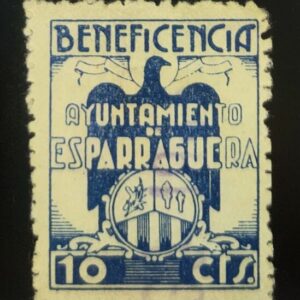 BENEFICENCIA
AYUNTAMIENTO
DE
ESPARRAGUERA
10 CTS.